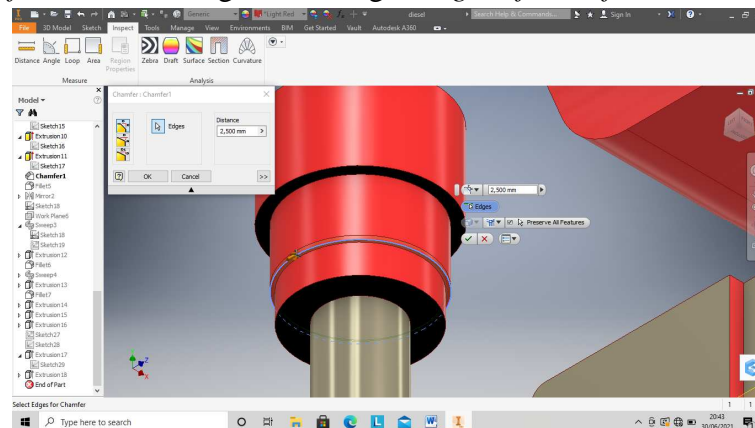 Generic
*Light Red
diesel
Search Help & Commands...
Sign In
File 3D Model Sketch Inspect Tools Manage View Environments BIM Get Started Vault Autodesk A360
Distance Angle Loop Area Region Properties Zebra Draft Surface Section Curvature
Measure Analysis
Model
Sketch15
Extrusion10
Sketch16
Extrusion11
Sketch17
Chamfer1
Fillet5
Mirror2
Sketch18
Work Plane5
Sweep3
Sketch18
Sketch19
Extrusion12
Fillet6
Sweep4
Extrusion13
Fillet7
Extrusion14
Extrusion15
Extrusion16
Sketch27
Sketch28
Extrusion17
Sketch29
Extrusion18
End of Part
Chamfer : Chamfer1
Edges
Distance
2,500 mm
OK Cancel >>
2,500 mm
Edges
Preserve All Features
Z
X
Select Edges for Chamfer
1 1
Type here to search
20:43
30/06/2021